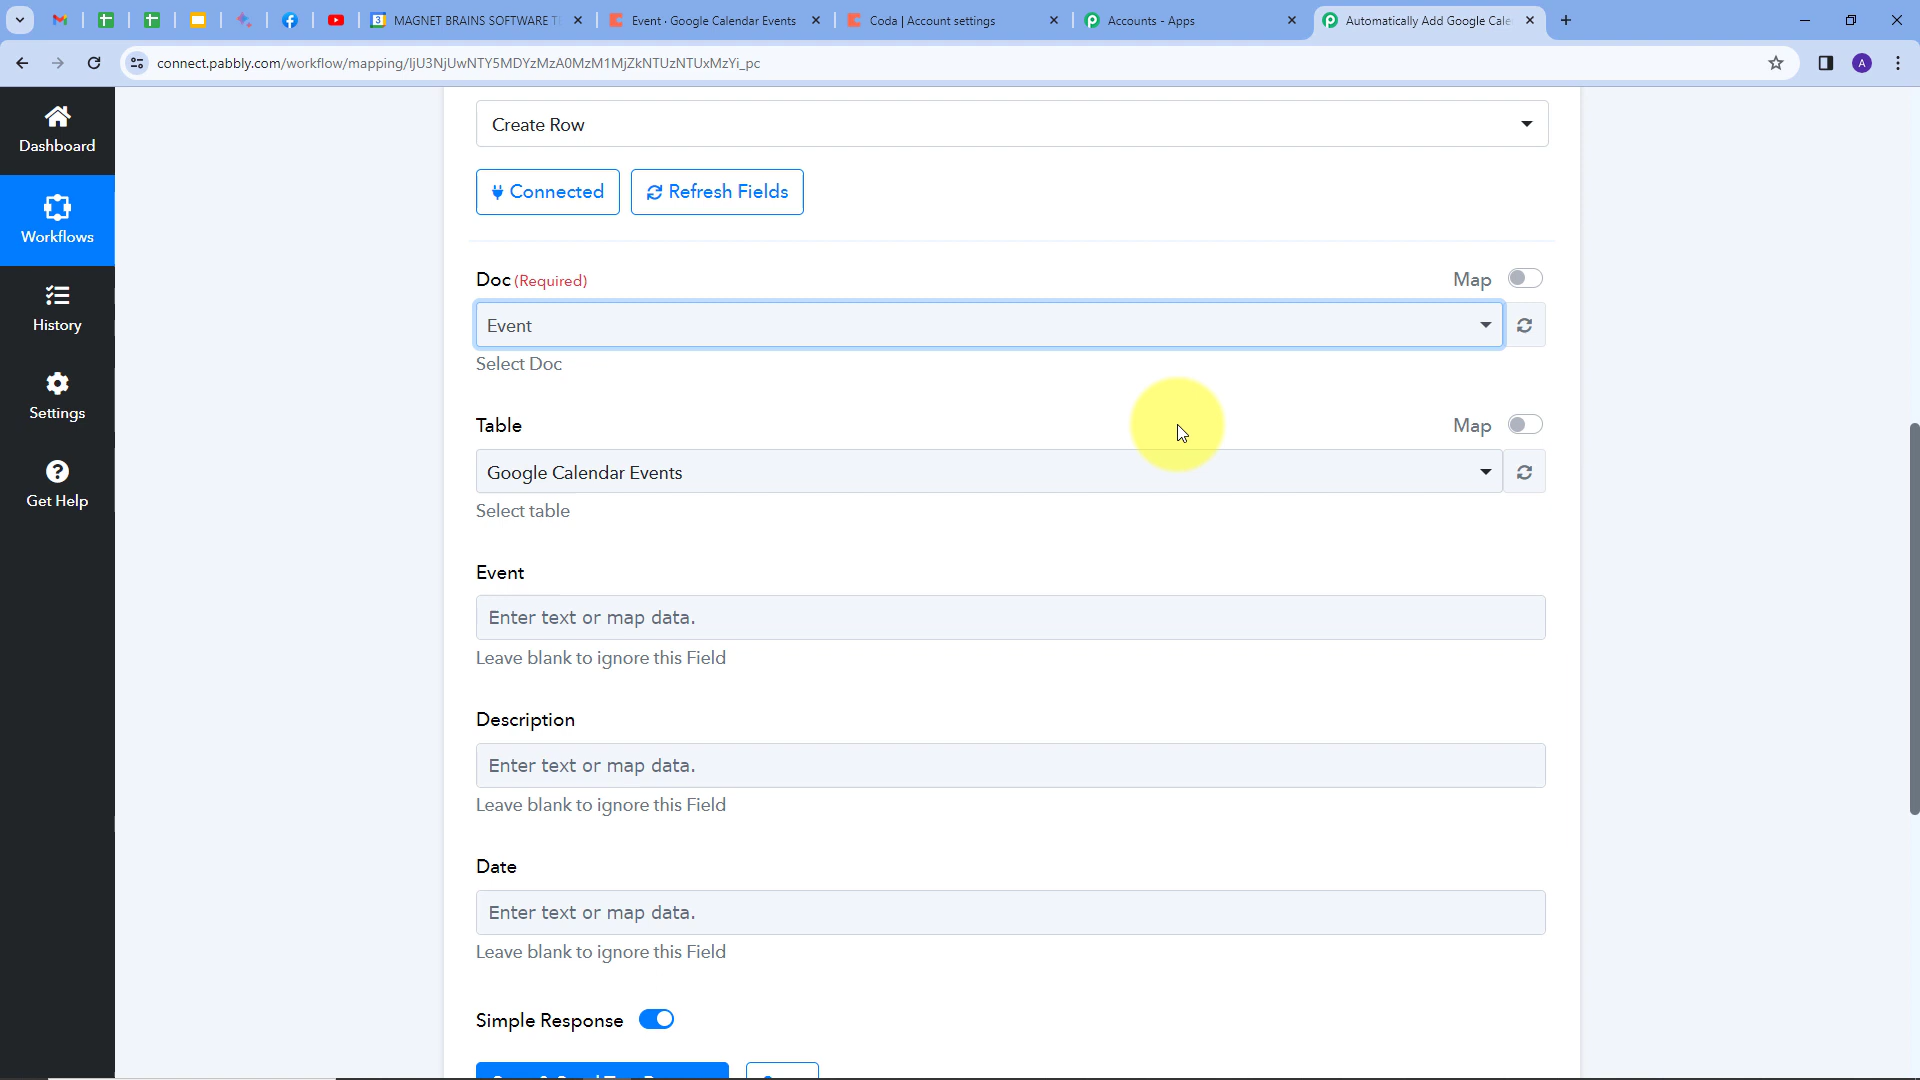 MAGNET BRAINS SOFTWARE T
Event · Google Calendar Events
Coda | Account settings
Accounts - Apps
Automatically Add Google Cale
connect.pabbly.com/workflow/mapping/IjU3NjUwNTY5MDYzMzA0MzM1MjZkNTUzNTUxMzYi_pc
A
Dashboard
Workflows
History
Settings
Get Help
Create Row
Connected
Refresh Fields
Doc (Required)
Map
Event
Select Doc
Table
Map
Google Calendar Events
Select table
Event
Enter text or map data.
Leave blank to ignore this Field
Description
Enter text or map data.
Leave blank to ignore this Field
Date
Enter text or map data.
Leave blank to ignore this Field
Simple Response